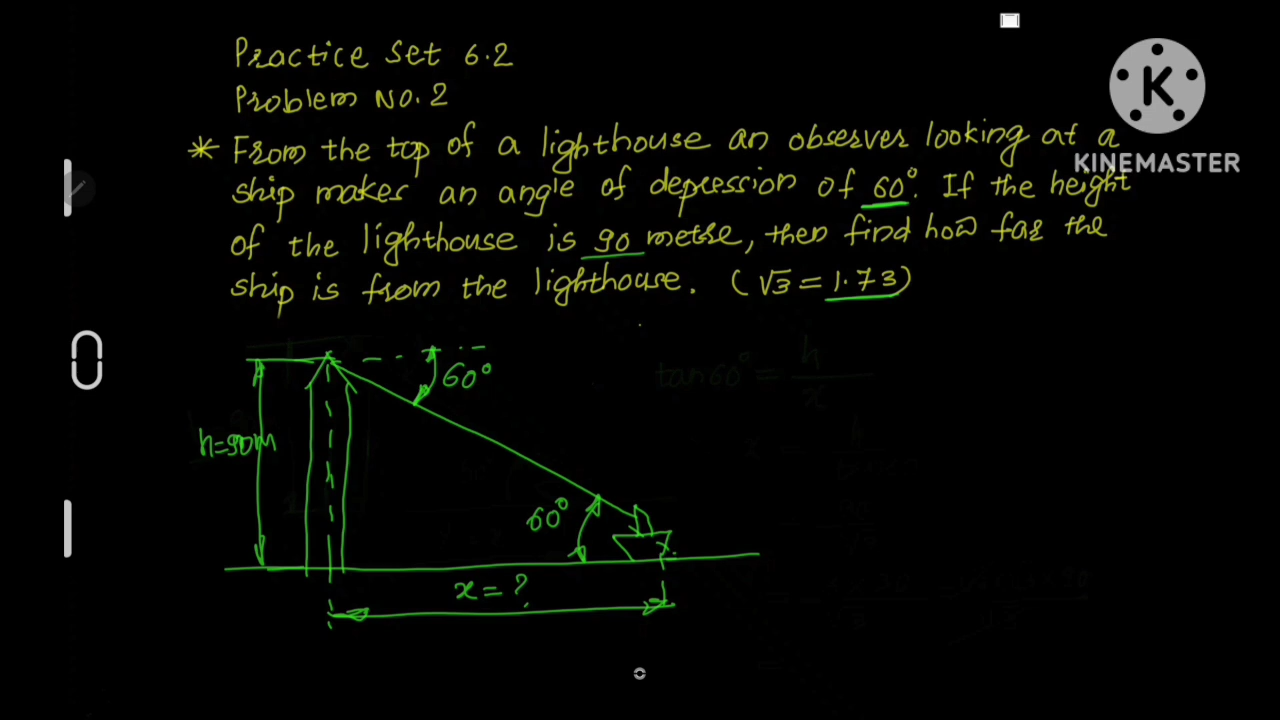 Practice Set 6.2
Problem No. 2
* From the top of a lighthouse an observer looking at a
ship makes an angle of depression of 60°. If the height
of the lighthouse is 90 metre, then find how far the
ship is from the lighthouse. (√3 = 1.73)
KINEMASTER
60°
tan60° = h
x
h=90m
60°
x = ?